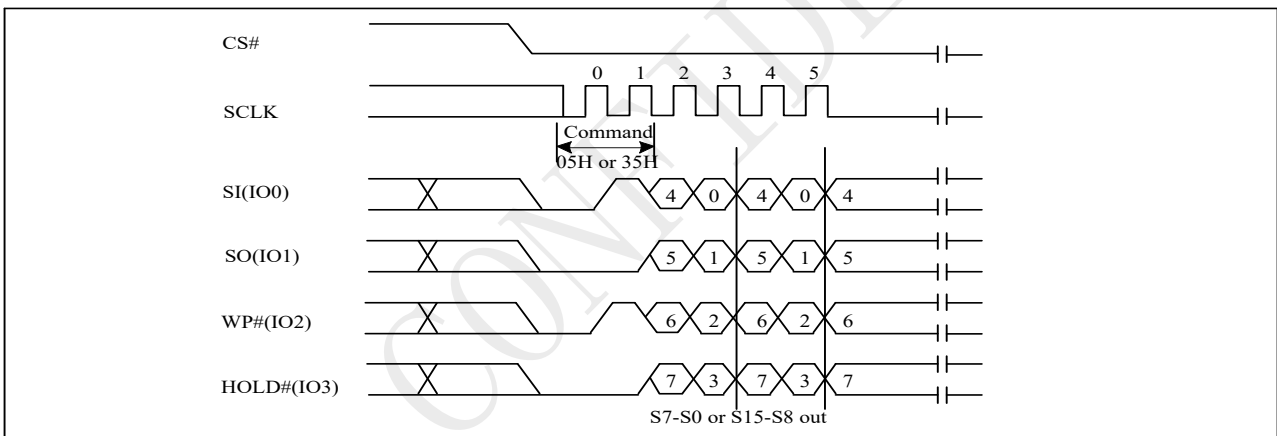 CS#
0 1 2 3 4 5
SCLK
Command
05H or 35H
SI(IO0) 4 0 4 0 4
SO(IO1) 5 1 5 1 5
WP#(IO2) 6 2 6 2 6
HOLD#(IO3) 7 3 7 3 7
S7-S0 or S15-S8 out